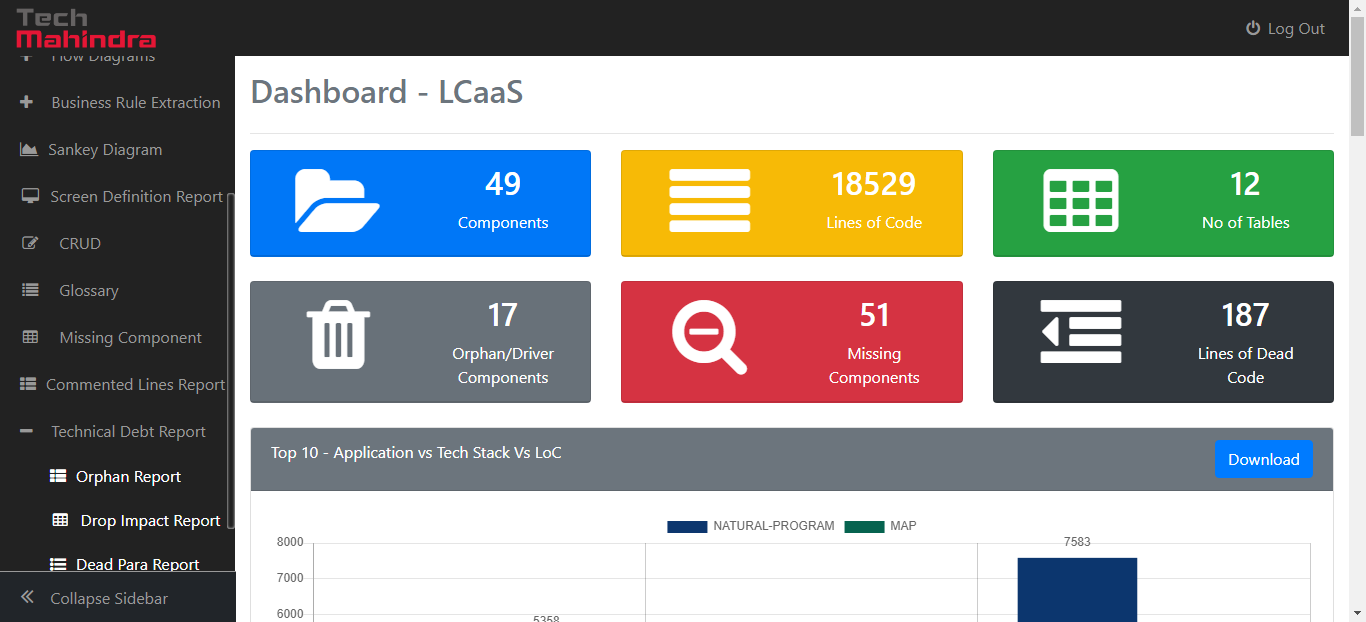 Tech
Mahindra
Log Out
Flow Diagrams
Business Rule Extraction
Sankey Diagram
Screen Definition Report
CRUD
Glossary
Missing Component
Commented Lines Report
Technical Debt Report
Orphan Report
Drop Impact Report
Dead Para Report
Collapse Sidebar
Dashboard - LCaaS
49
Components
18529
Lines of Code
12
No of Tables
17
Orphan/Driver
Components
51
Missing
Components
187
Lines of Dead
Code
Top 10 - Application vs Tech Stack Vs LoC
Download
NATURAL-PROGRAM MAP
8000
7583
7000
6000
5358